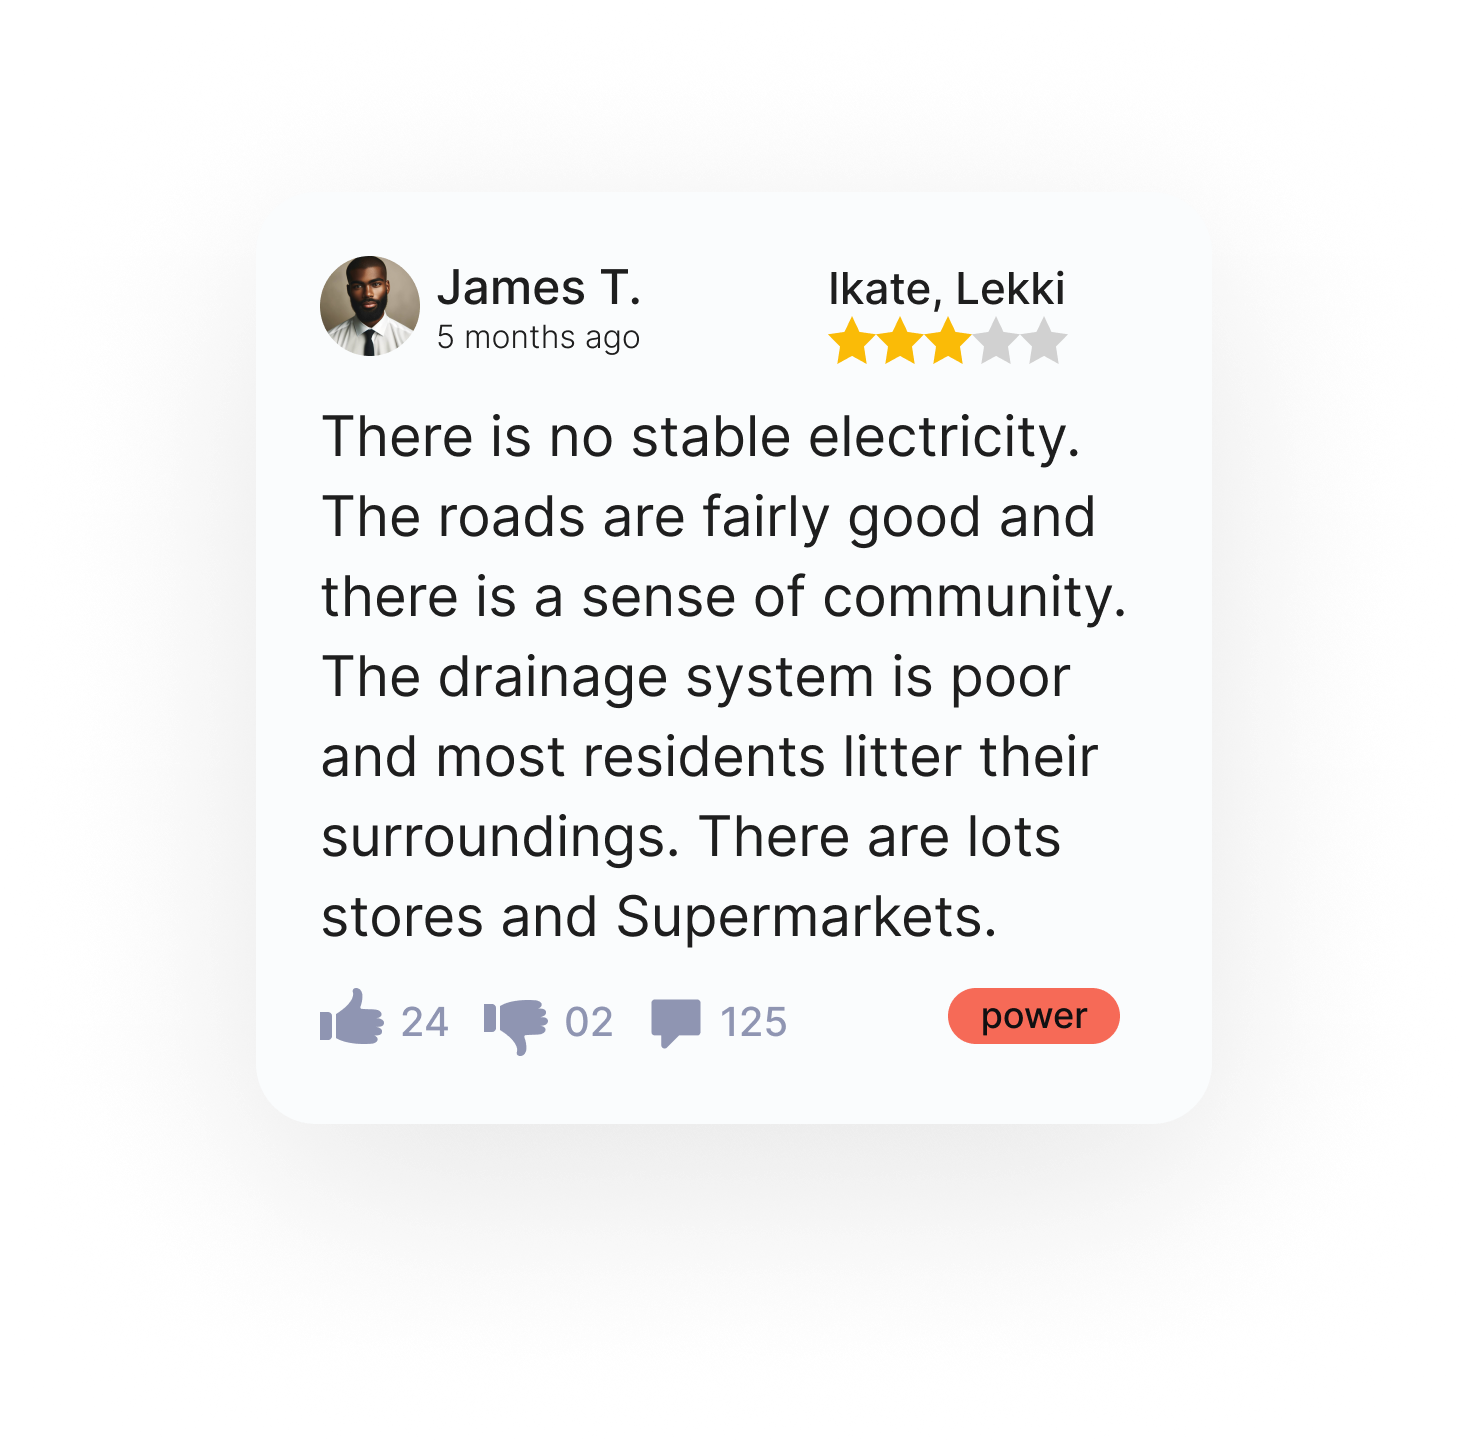 James T.
5 months ago
Ikate, Lekki
There is no stable electricity.
The roads are fairly good and
there is a sense of community.
The drainage system is poor
and most residents litter their
surroundings. There are lots
stores and Supermarkets.
24
02
125
power